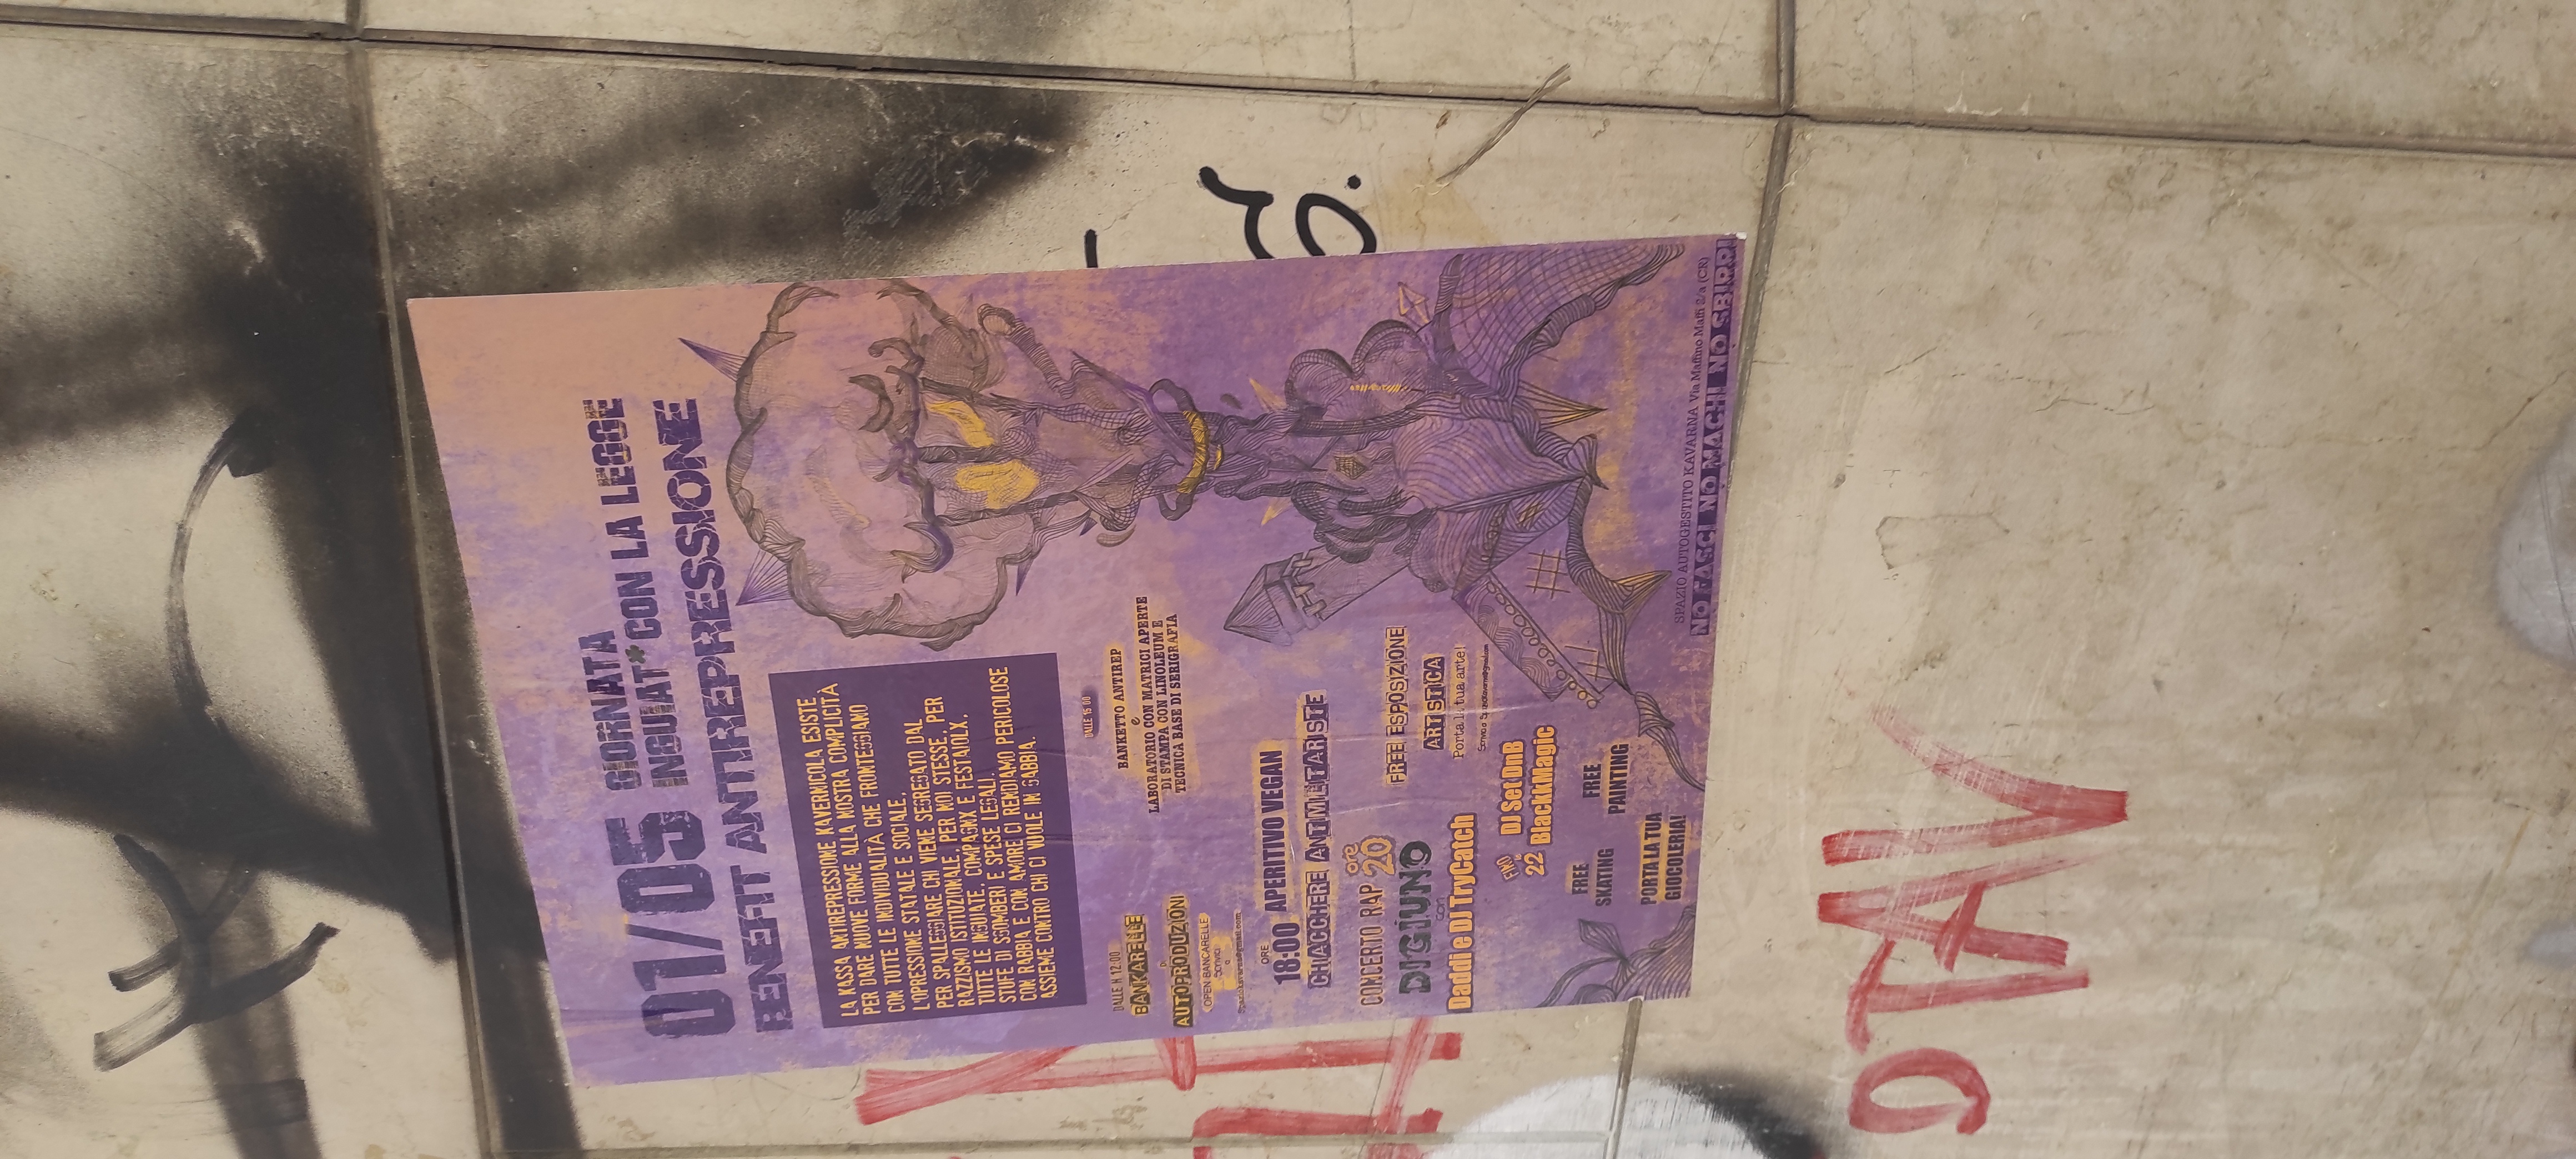 01/05
GIORNATA
INGUIAT* CON LA LEGGE
BENEFIT ANTIREPRESSIONE
LA KASSA ANTIREPRESSIONE KAVERNICOLA ESISTE
PER DARE NUOVE FORME ALLA NOSTRA COMPLICITÀ
CON TUTTE LE INDIVIDUALITÀ CHE FRONTEGGIANO
L'OPRESSIONE STATALE E SOCIALE,
PER SPALLEGGIARE CHI VIENE SEGREGATO DAL
RAZZISMO ISTITUZIONALE, PER NOI STESSE, PER
TUTTE LE INGUIATE, COMPAGNX E FESTAIOLX,
STUFE DI SGOMBERI E SPESE LEGALI.
CON RABBIA E CON AMORE CI RENDIAMO PERICOLOSE
ASSIEME CONTRO CHI CI VUOLE IN GABBIA.
DALLE H 12:00
BANKARELLE
AUTOPRODUZIONI
OPEN BANCARELLE
Scrivici
a
Spaziokavarna@gmail.com
DALLE 15 00
BANKETTO ANTIREP
e
LABORATORIO CON MATRICI APERTE
DI STAMPA CON LINOLEUM E
TECNICA BASE DI SERIGRAFIA
ORE
18:00 APERITIVO VEGAN
CHIACCHERE ANTIMILITARISTE
CONCERTO RAP ore 20
DIGIUNO
con
Daddi e DJ TryCatch
FREE ESPOSIZIONE
ARTISTICA
Porta la tua arte!
Scrivici a Spaziokavarna@gmail.com
FINO le 22
DJ Set DnB
BlackkMagic
FREE
SKATING
FREE
PAINTING
PORTA LA TUA
GIOCOLERIA!
SPAZIO AUTOGESTITO KAVARNA Via Maffino Maffi 2/a (CR)
NO FASCI NO MACHI NO SBIRRI
OTAV